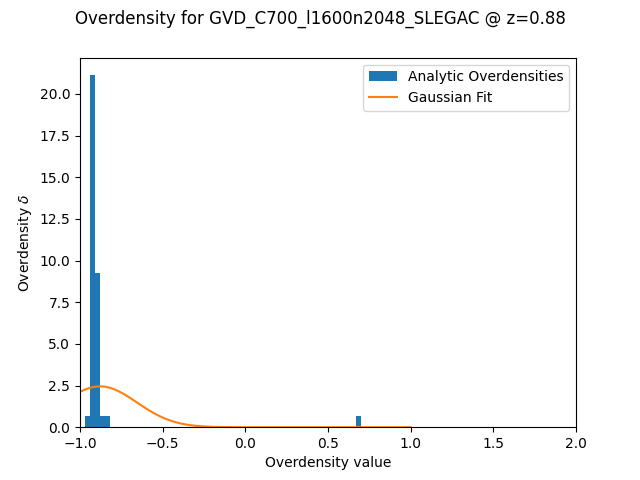 Overdensity for GVD_C700_l1600n2048_SLEGAC @ z=0.88
Analytic Overdensities
Gaussian Fit
Overdensity δ
20.0
17.5
15.0
12.5
10.0
7.5
5.0
2.5
0.0
−1.0 −0.5 0.0 0.5 1.0 1.5 2.0
Overdensity value